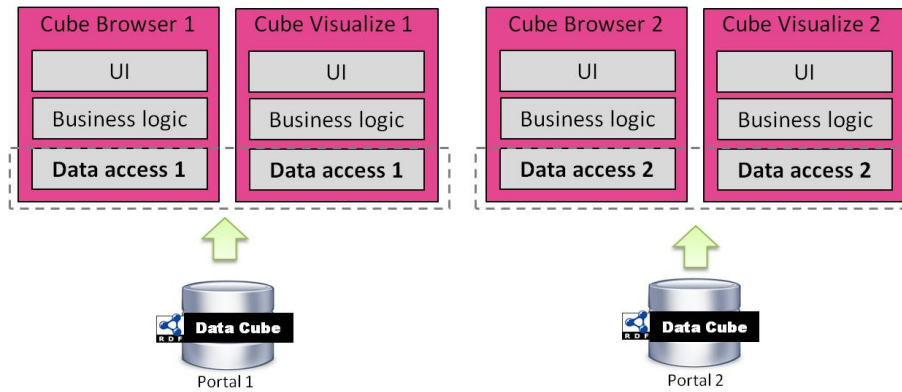 Cube Browser 1
UI
Business logic
Data access 1
Cube Visualize 1
UI
Business logic
Data access 1
Cube Browser 2
UI
Business logic
Data access 2
Cube Visualize 2
UI
Business logic
Data access 2
RDF
Data Cube
Portal 1
RDF
Data Cube
Portal 2